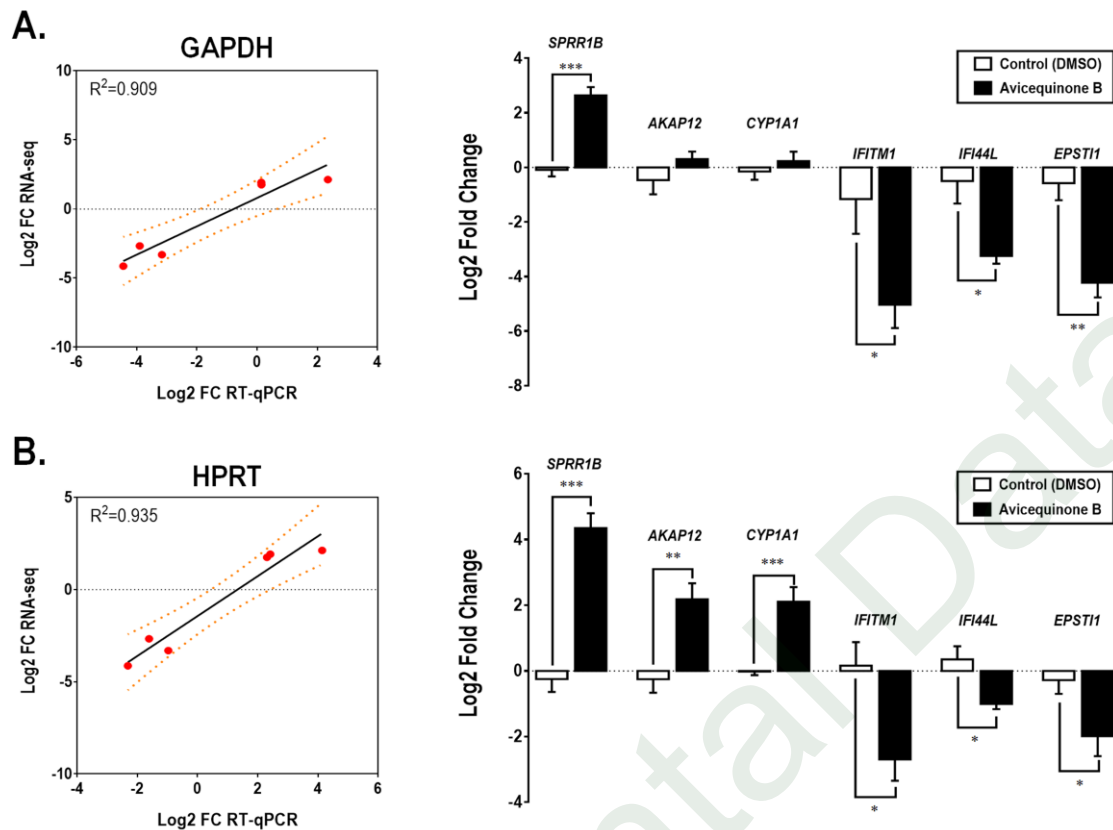 A.
GAPDH
R²=0.909
10
5
0
-5
-10
-6
-4
-2
0
2
4
Log2 FC RNA-seq
Log2 FC RT-qPCR
SPRR1B
***
AKAP12
CYP1A1
IFITM1
IFI44L
EPSTI1
Control (DMSO)
Avicequinone B
4
2
0
-2
-4
-6
-8
Log2 Fold Change
*
*
**
B.
HPRT
R²=0.935
5
0
-5
-10
-4
-2
0
2
4
6
Log2 FC RNA-seq
Log2 FC RT-qPCR
SPRR1B
***
AKAP12
**
CYP1A1
***
IFITM1
IFI44L
EPSTI1
Control (DMSO)
Avicequinone B
6
4
2
0
-2
-4
Log2 Fold Change
*
*
*
ntal Data